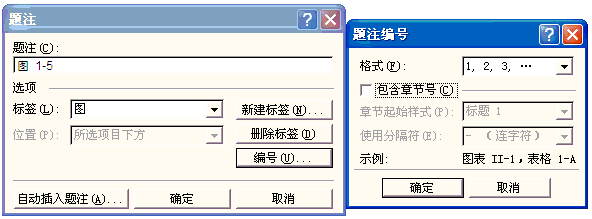 题注
题注(C):
图 1-5
选项
标签(L): 图
新建标签(N)...
位置(P): 所选项目下方
删除标签(D)
编号(U)...
自动插入题注(A)... 确定 取消
题注编号
格式(F): 1, 2, 3, …
包含章节号(C)
章节起始样式(P): 标题 1
使用分隔符(E): - (连字符)
示例: 图表 II-1，表格 1-A
确定 取消